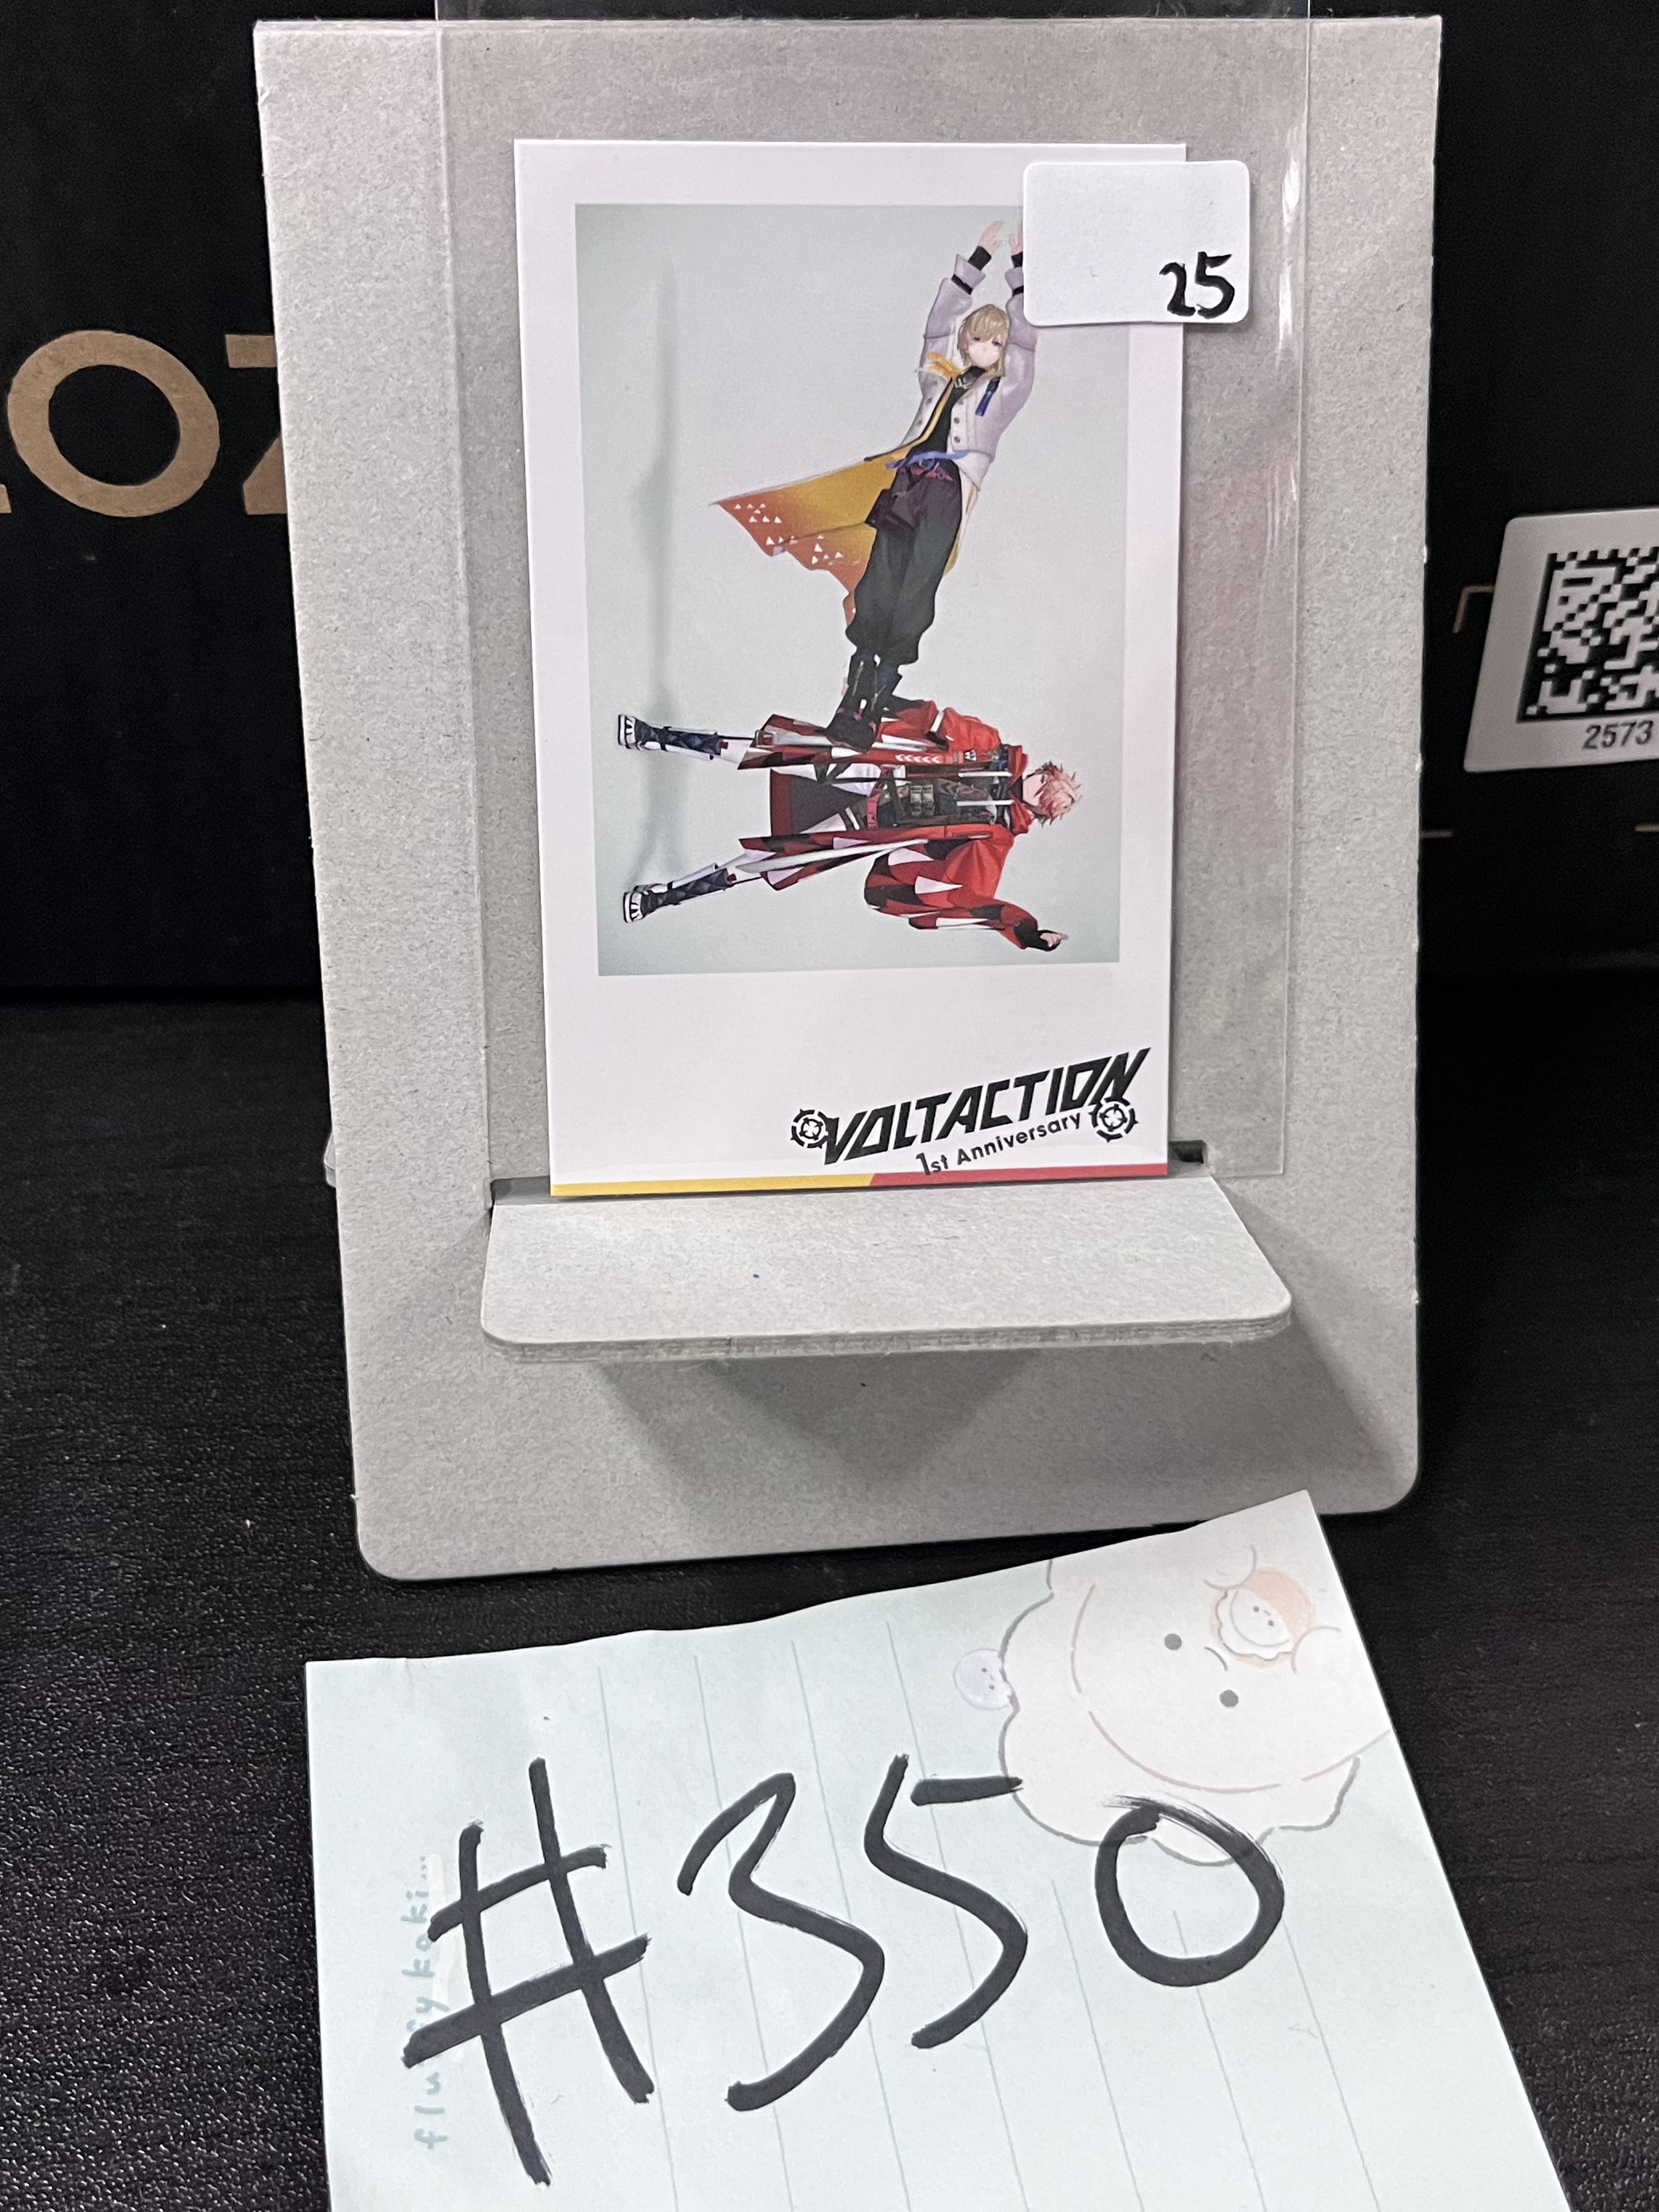 25
2573
VOLTACTION
1st Anniversary
#350